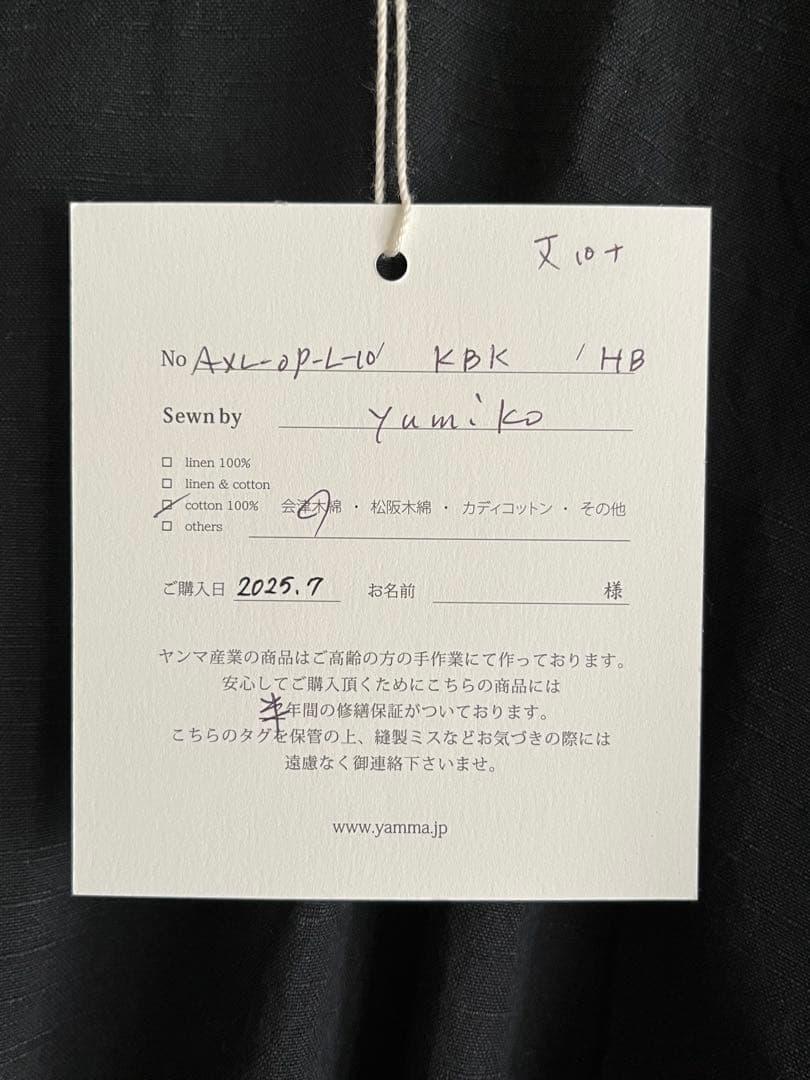 丈 10+
No AXL-OP-L-10/ KBK / HB
Sewn by Yumiko
☐ linen 100%
☐ linen & cotton
☑ cotton 100% 会津木綿 ・ 松阪木綿 ・ カディコットン ・ その他
☐ others
ご購入日 2025.7 お名前 様
ヤンマ産業の商品はご高齢の方の手作業にて作っております。
安心してご購入頂くためにこちらの商品には
半年間の修繕保証がついております。
こちらのタグを保管の上、縫製ミスなどお気づきの際には
遠慮なく御連絡下さいませ。
www.yamma.jp